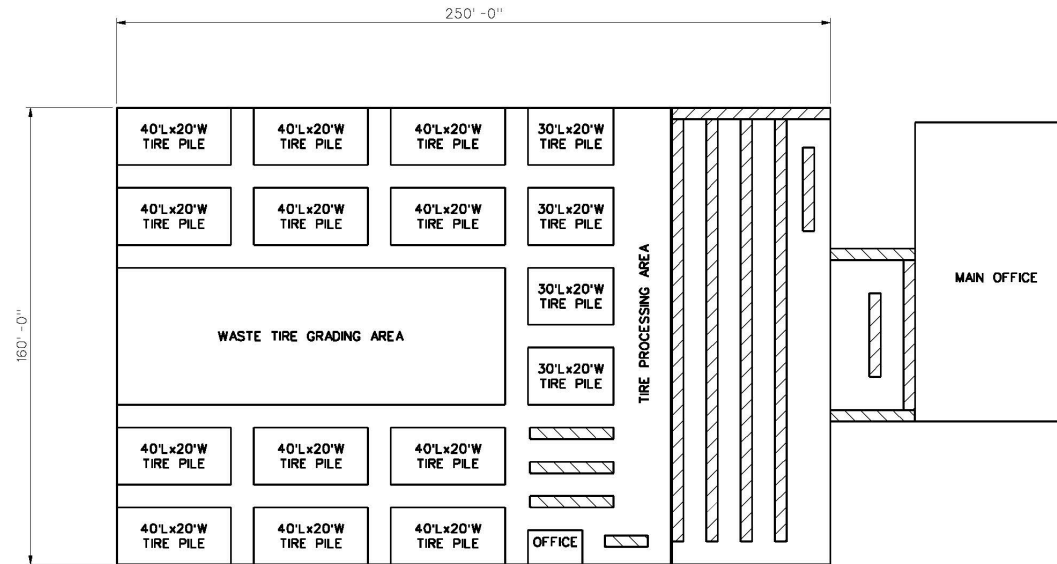 250'-0"
160'-0"
40'Lx20'W
TIRE PILE
40'Lx20'W
TIRE PILE
40'Lx20'W
TIRE PILE
30'Lx20'W
TIRE PILE
40'Lx20'W
TIRE PILE
40'Lx20'W
TIRE PILE
40'Lx20'W
TIRE PILE
30'Lx20'W
TIRE PILE
WASTE TIRE GRADING AREA
30'Lx20'W
TIRE PILE
30'Lx20'W
TIRE PILE
TIRE PROCESSING AREA
MAIN OFFICE
40'Lx20'W
TIRE PILE
40'Lx20'W
TIRE PILE
40'Lx20'W
TIRE PILE
40'Lx20'W
TIRE PILE
40'Lx20'W
TIRE PILE
40'Lx20'W
TIRE PILE
OFFICE